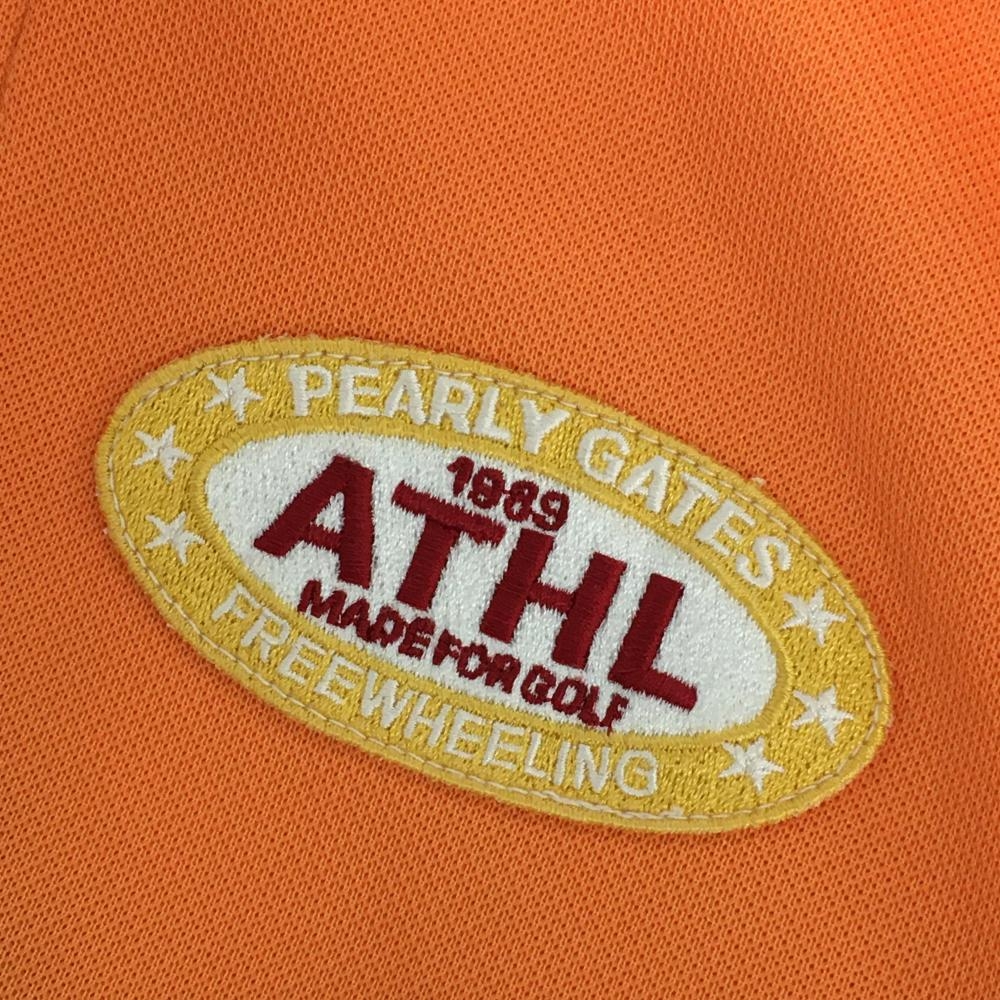 PEARLY GATES
1989
ATHL
MADE FOR GOLF
FREEWHEELING